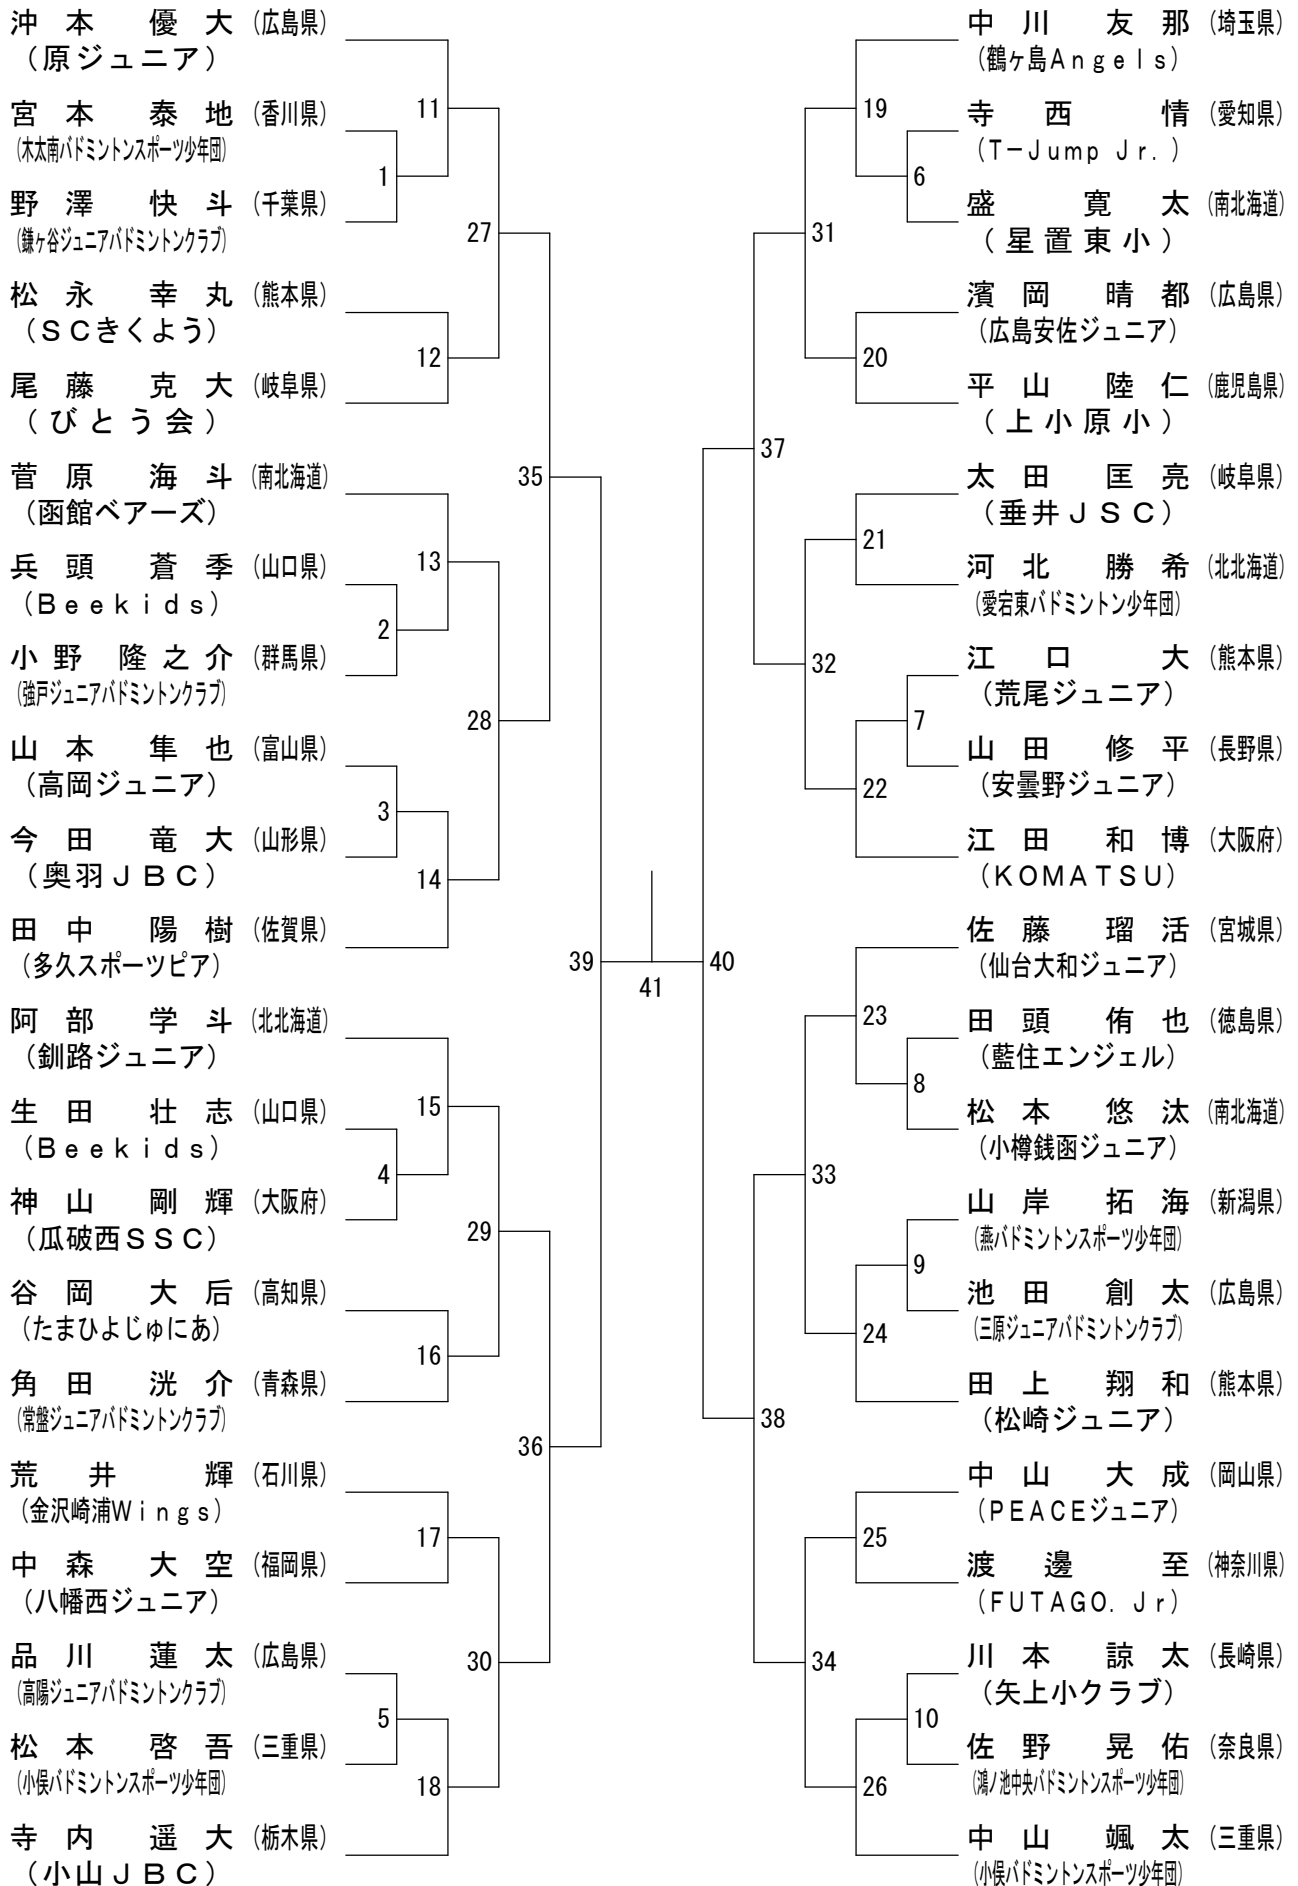 沖本　優大（広島県）
（原ジュニア）
宮本　泰地（香川県）
（木太南バドミントンスポーツ少年団）
野澤　快斗（千葉県）
（鎌ヶ谷ジュニアバドミントンクラブ）
松永　幸丸（熊本県）
（ＳＣきくよう）
尾藤　克大（岐阜県）
（びとう会）
菅原　海斗（南北海道）
（函館ベアーズ）
兵頭　蒼季（山口県）
（Ｂｅｅｋｉｄｓ）
小野　隆之介（群馬県）
（強戸ジュニアバドミントンクラブ）
山本　隼也（富山県）
（高岡ジュニア）
今田　竜大（山形県）
（奥羽ＪＢＣ）
田中　陽樹（佐賀県）
（多久スポーツピア）
阿部　学斗（北北海道）
（釧路ジュニア）
生田　壮志（山口県）
（Ｂｅｅｋｉｄｓ）
神山　剛輝（大阪府）
（瓜破西ＳＳＣ）
谷岡　大后（高知県）
（たまひよじゅにあ）
角田　洸介（青森県）
（常盤ジュニアバドミントンクラブ）
荒井　輝（石川県）
（金沢崎浦Ｗｉｎｇｓ）
中森　大空（福岡県）
（八幡西ジュニア）
品川　蓮太（広島県）
（高陽ジュニアバドミントンクラブ）
松本　啓吾（三重県）
（小俣バドミントンスポーツ少年団）
寺内　遥大（栃木県）
（小山ＪＢＣ）
11
1
27
12
35
13
2
28
3
14
39
15
4
29
16
36
17
30
5
18
41
40
37
38
31
32
33
34
19
6
20
21
7
22
23
8
9
24
25
10
26
中川　友那（埼玉県）
（鶴ヶ島Ａｎｇｅｌｓ）
寺西　情（愛知県）
（Ｔ－Ｊｕｍｐ　Ｊｒ．）
盛　寛太（南北海道）
（星置東小）
濱岡　晴都（広島県）
（広島安佐ジュニア）
平山　陸仁（鹿児島県）
（上小原小）
太田　匡亮（岐阜県）
（垂井ＪＳＣ）
河北　勝希（北北海道）
（愛宕東バドミントン少年団）
江口　大（熊本県）
（荒尾ジュニア）
山田　修平（長野県）
（安曇野ジュニア）
江田　和博（大阪府）
（ＫＯＭＡＴＳＵ）
佐藤　瑠活（宮城県）
（仙台大和ジュニア）
田頭　侑也（徳島県）
（藍住エンジェル）
松本　悠汰（南北海道）
（小樽銭函ジュニア）
山岸　拓海（新潟県）
（燕バドミントンスポーツ少年団）
池田　創太（広島県）
（三原ジュニアバドミントンクラブ）
田上　翔和（熊本県）
（松崎ジュニア）
中山　大成（岡山県）
（ＰＥＡＣＥジュニア）
渡邊　至（神奈川県）
（ＦＵＴＡＧＯ．Ｊｒ）
川本　諒太（長崎県）
（矢上小クラブ）
佐野　晃佑（奈良県）
（鴻ノ池中央バドミントンスポーツ少年団）
中山　颯太（三重県）
（小俣バドミントンスポーツ少年団）